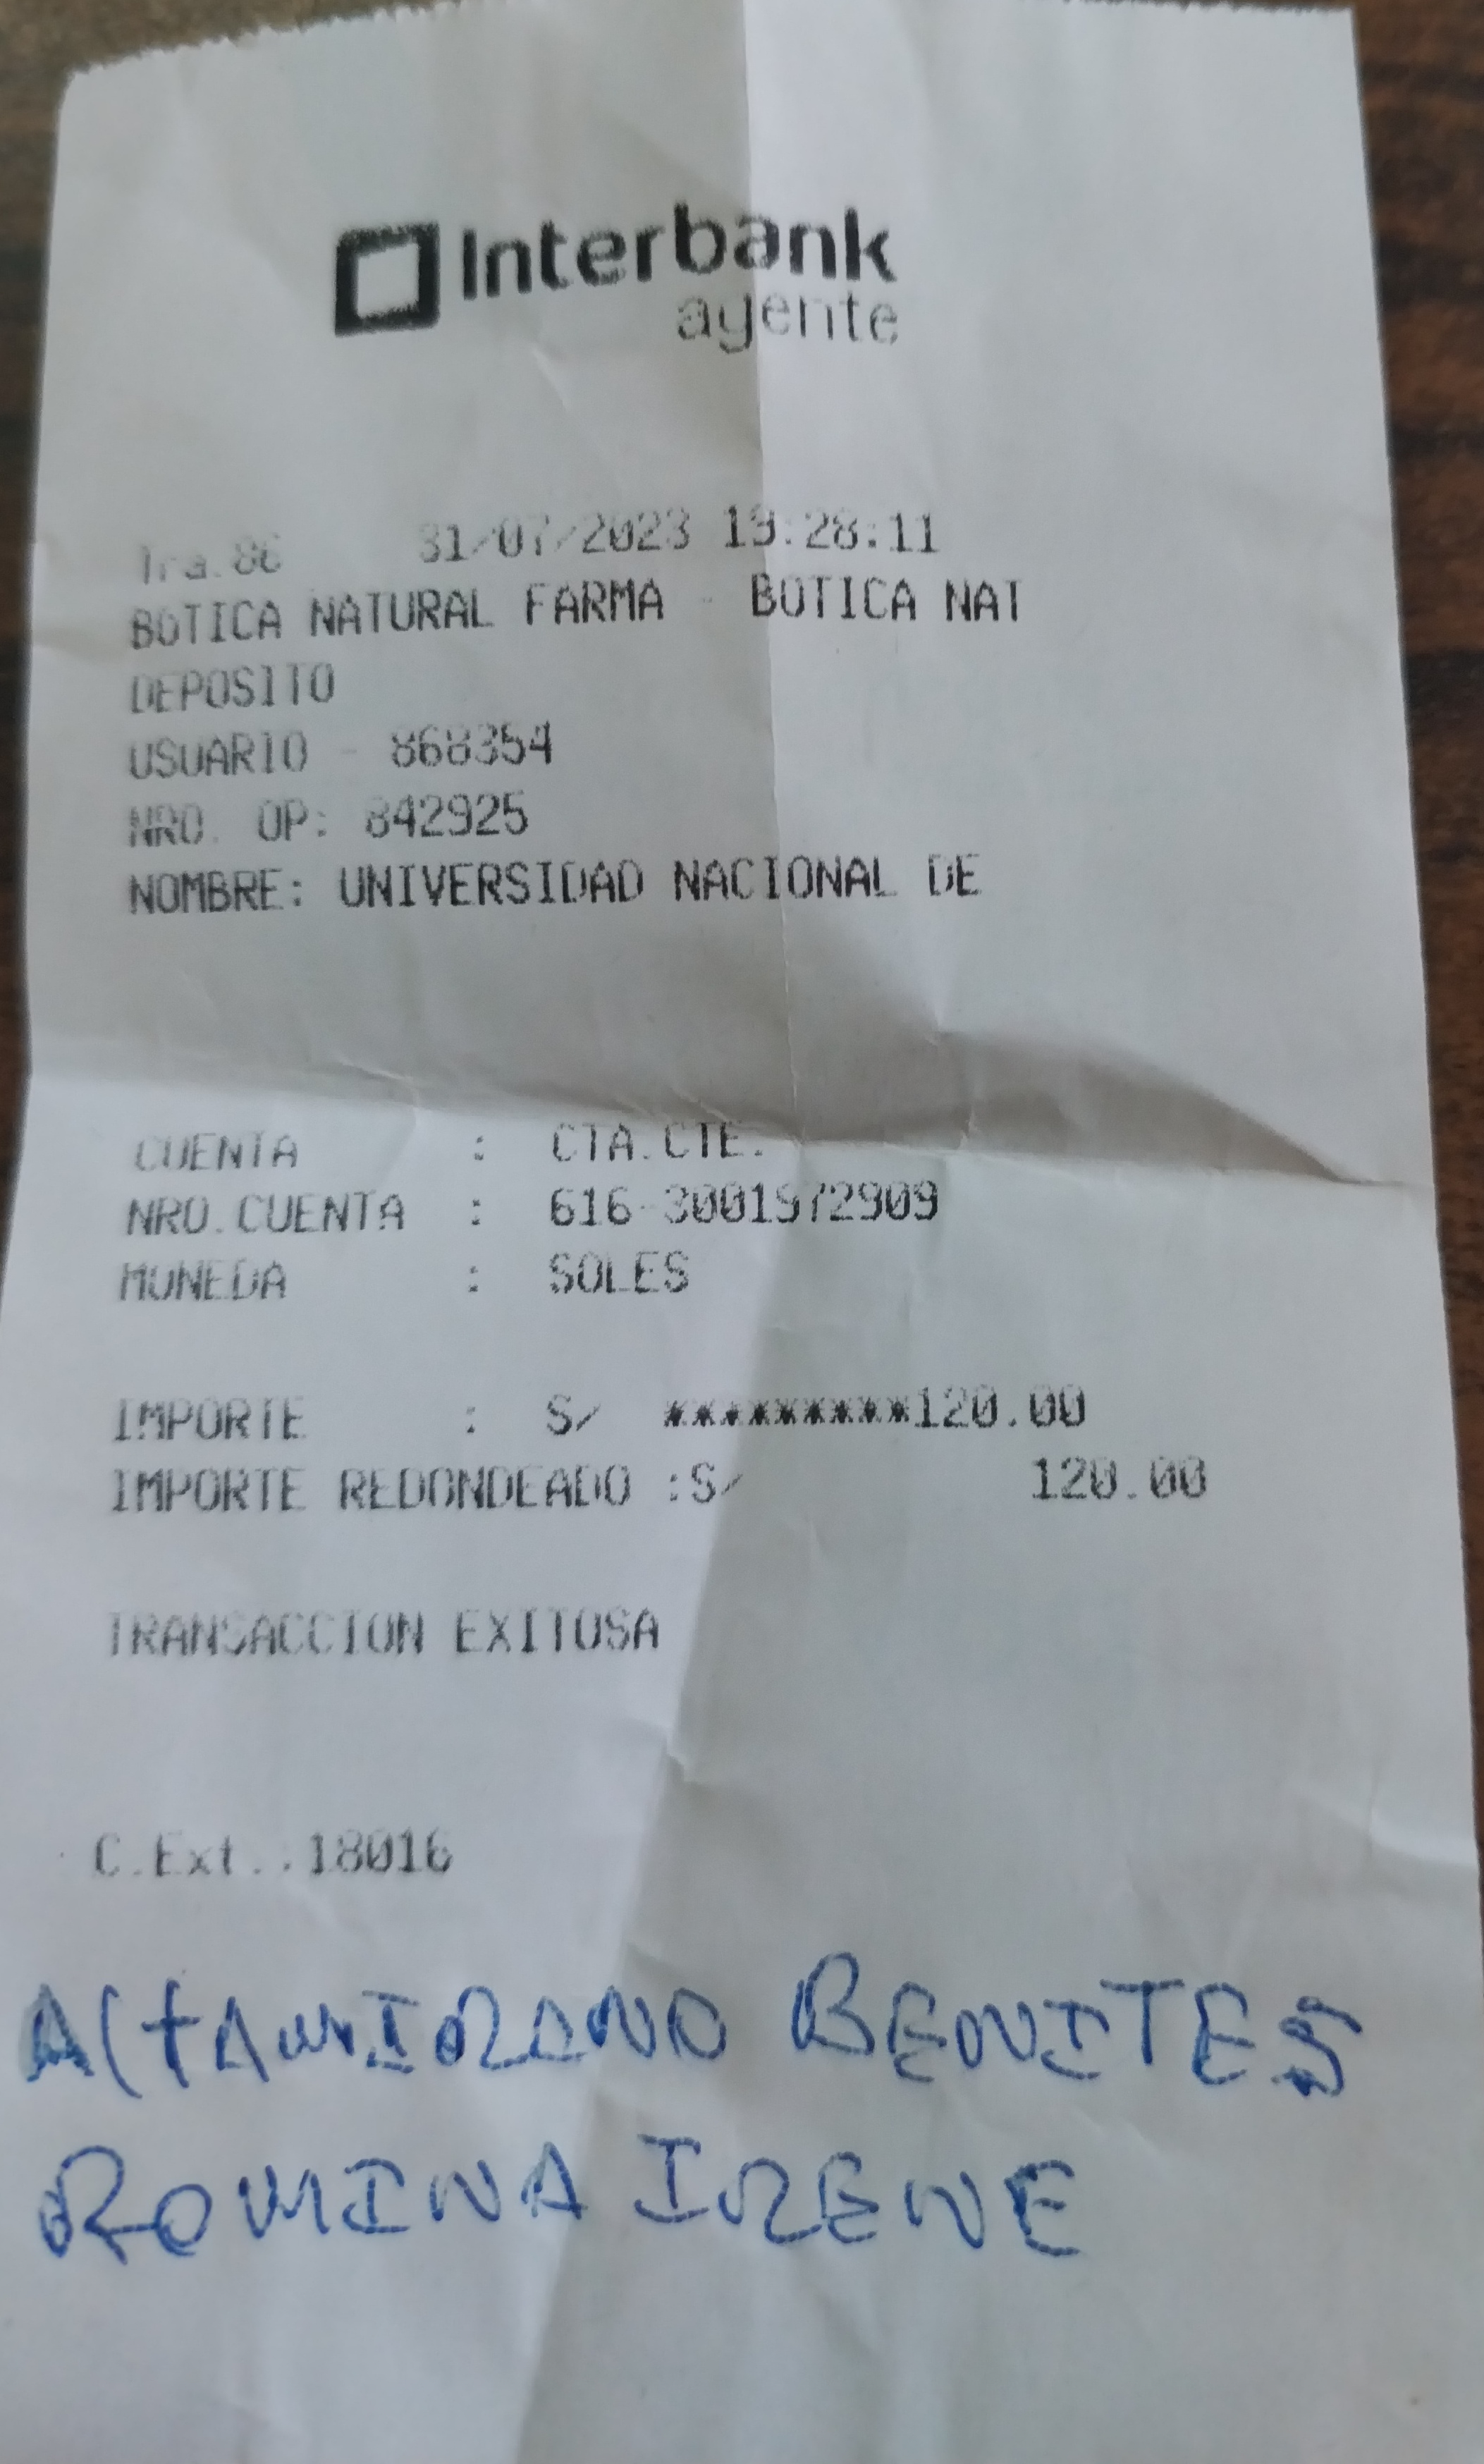 Interbank
agente
Tra.86 31/07/2023 19:28:11
BOTICA NATURAL FARMA - BOTICA NAT
DEPOSITO
USUARIO - 868354
NRO. OP: 842925
NOMBRE: UNIVERSIDAD NACIONAL DE
CUENTA : CTA.CTE.
NRO.CUENTA : 616-3001972909
MONEDA : SOLES
IMPORTE : S/ *********120.00
IMPORTE REDONDEADO :S/ 120.00
TRANSACCION EXITOSA
C.Ext.:18016
AltAmIRANO BENITES
ROMINA IRENE